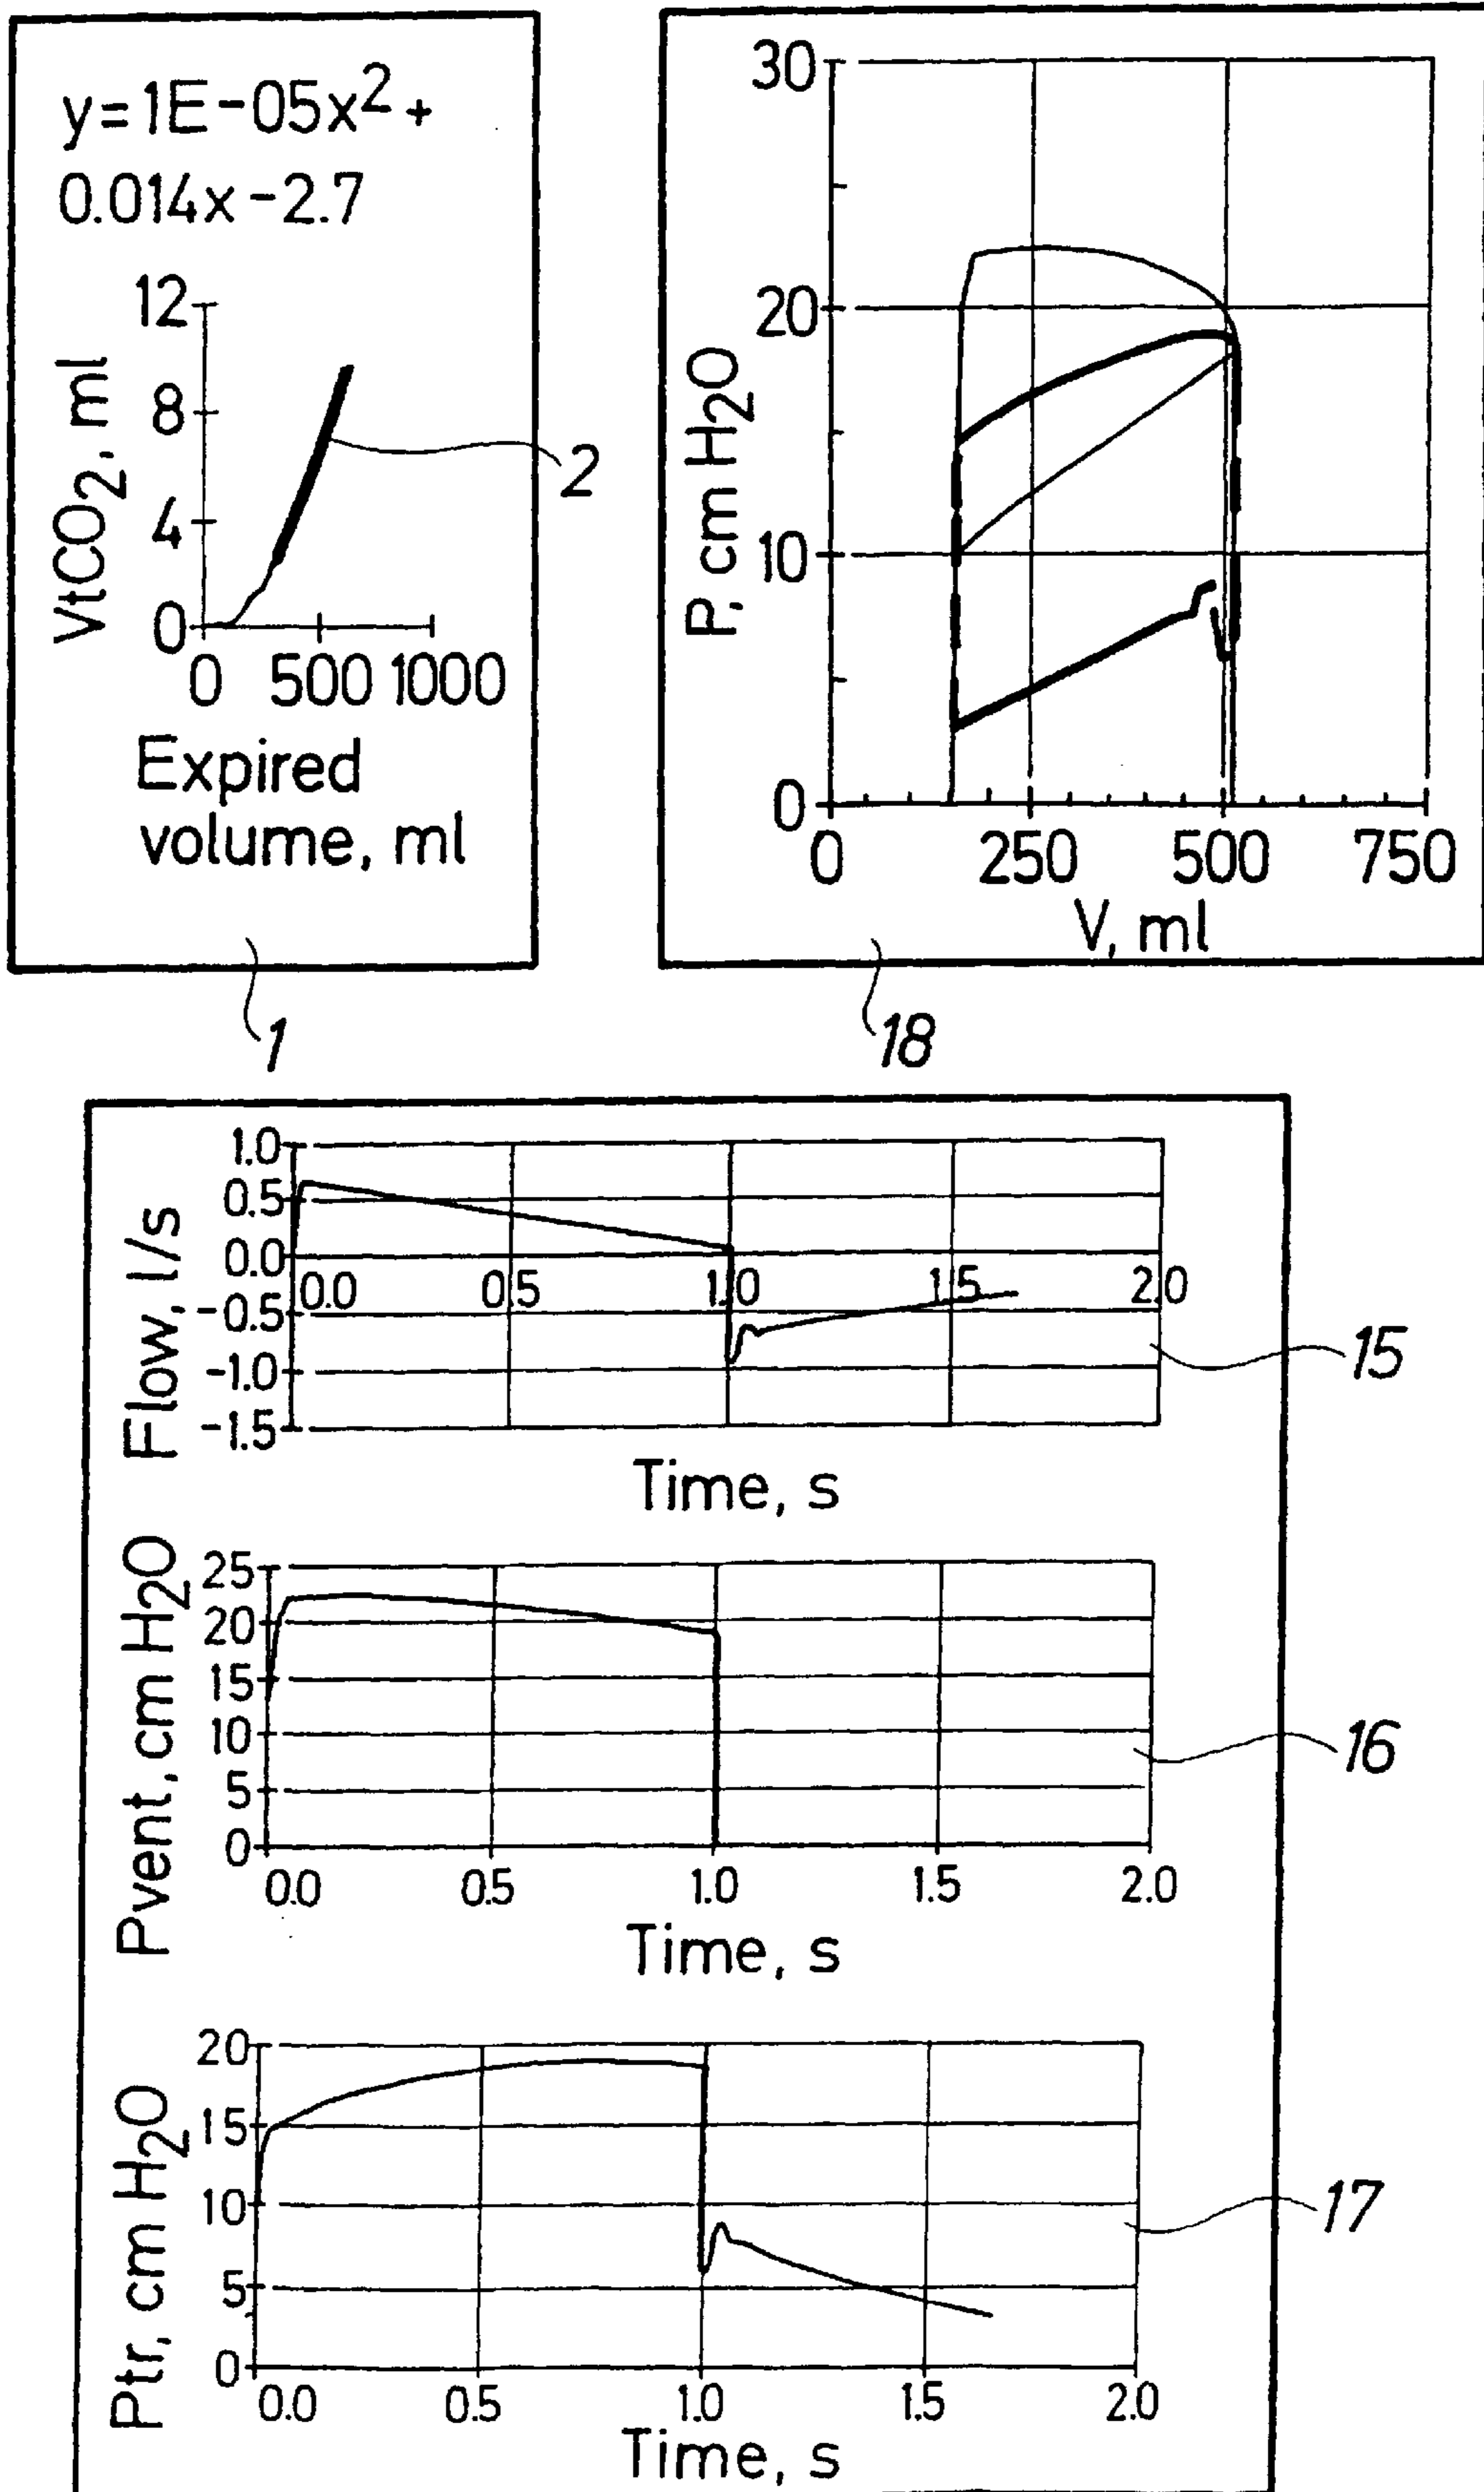 y=1E-05x²+
0.014x-2.7
12
8
4
0
VtCO₂, ml
0 500 1000
Expired
volume, ml
2
1
30
20
10
0
P, cm H₂O
0 250 500 750
V, ml
18
1.0
0.5
0.0
-0.5
-1.0
-1.5
Flow, l/s
0.0 0.5 1.0 1.5 2.0
Time, s
15
25
20
15
10
5
0
Pvent, cm H₂O
0.0 0.5 1.0 1.5 2.0
Time, s
16
20
15
10
5
0
Ptr, cm H₂O
0.0 0.5 1.0 1.5 2.0
Time, s
17